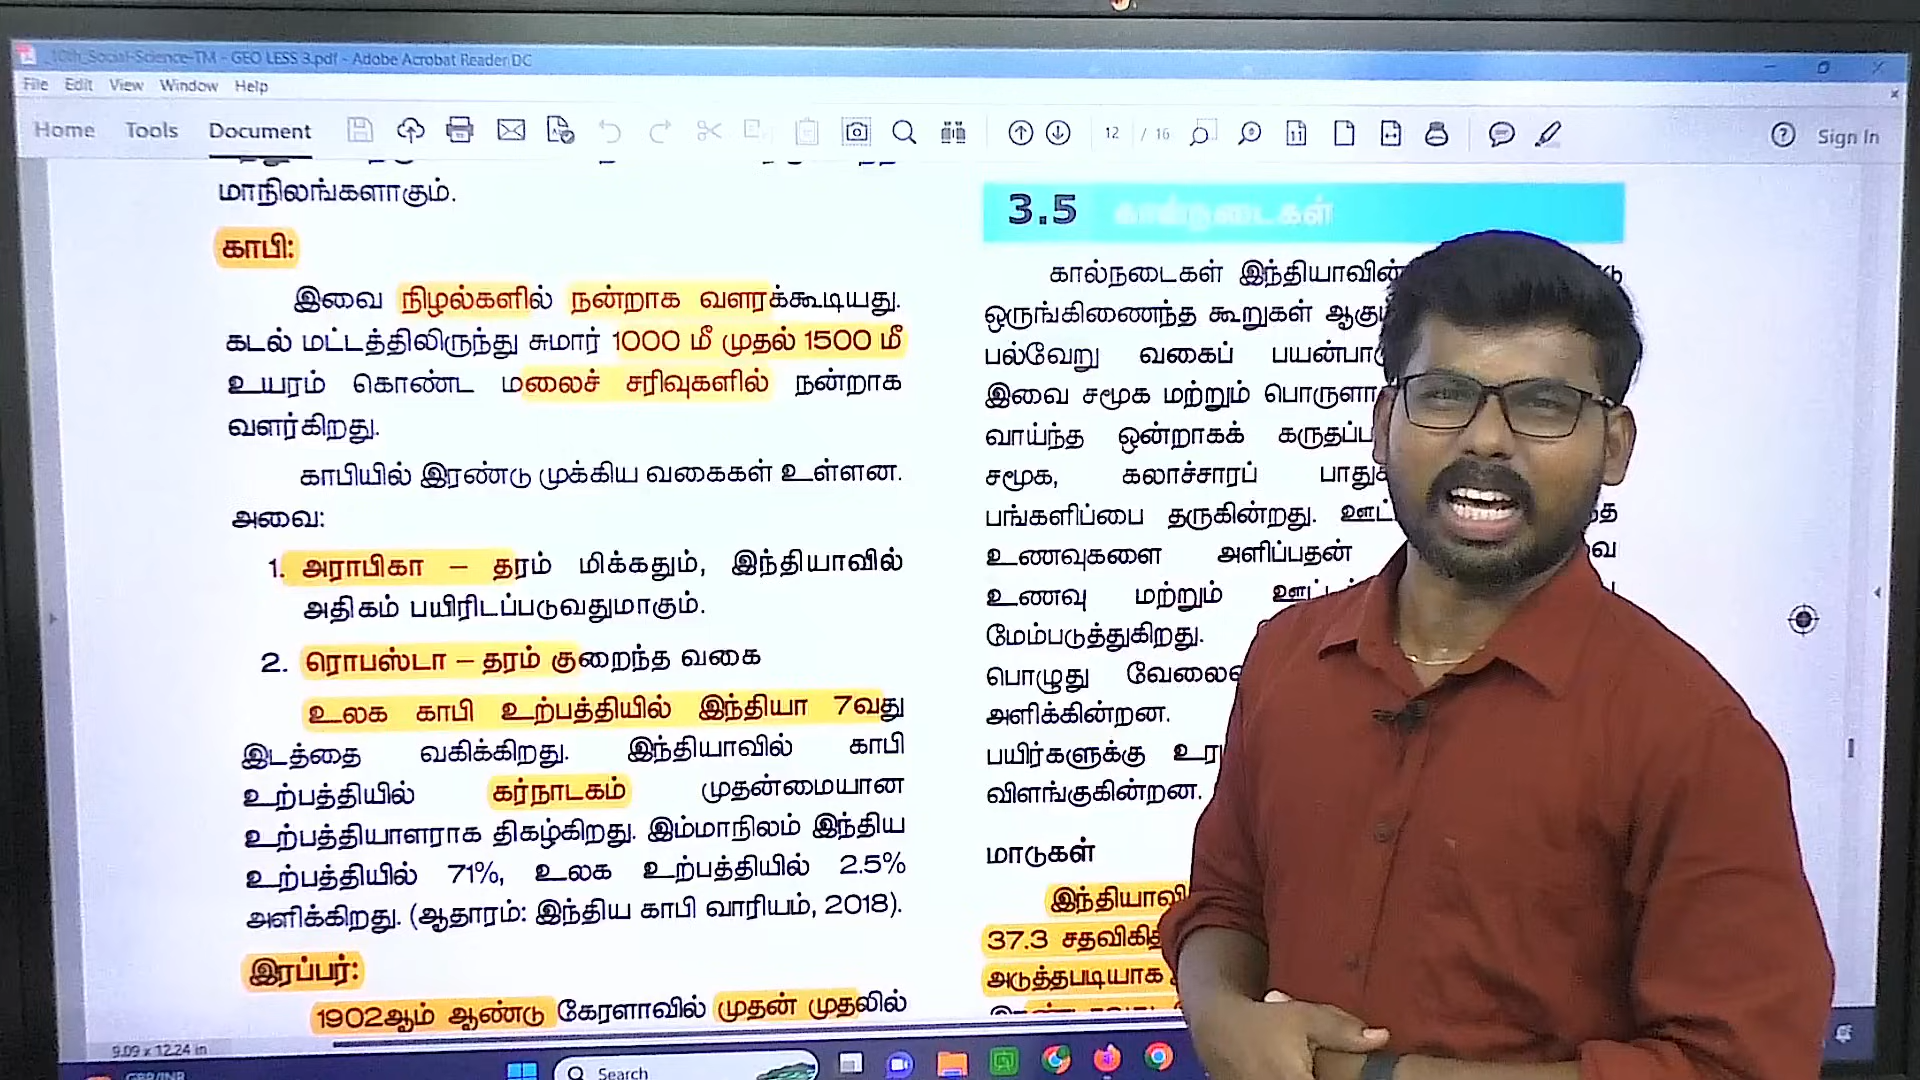 _10th_Social-Science-TM - GEO LESS 3.pdf - Adobe Acrobat Reader DC
File Edit View Window Help
Home Tools Document 12 / 16 Sign In
மாநிலங்களாகும்.
காபி:
இவை நிழல்களில் நன்றாக வளரக்கூடியது.
கடல் மட்டத்திலிருந்து சுமார் 1000 மீ முதல் 1500 மீ
உயரம் கொண்ட மலைச் சரிவுகளில் நன்றாக
வளர்கிறது.
காபியில் இரண்டு முக்கிய வகைகள் உள்ளன.
அவை:
1. அராபிகா – தரம் மிக்கதும், இந்தியாவில்
அதிகம் பயிரிடப்படுவதுமாகும்.
2. ரொபஸ்டா – தரம் குறைந்த வகை
உலக காபி உற்பத்தியில் இந்தியா 7வது
இடத்தை வகிக்கிறது. இந்தியாவில் காபி
உற்பத்தியில் கர்நாடகம் முதன்மையான
உற்பத்தியாளராக திகழ்கிறது. இம்மாநிலம் இந்திய
உற்பத்தியில் 71%, உலக உற்பத்தியில் 2.5%
அளிக்கிறது. (ஆதாரம்: இந்திய காபி வாரியம், 2018).
இரப்பர்:
1902ஆம் ஆண்டு கேரளாவில் முதன் முதலில்
3.5 கால்நடைகள்
கால்நடைகள் இந்தியாவின்
ஒருங்கிணைந்த கூறுகள்
பல்வேறு வகைப்
இவை சமூக மற்றும்
வாய்ந்த ஒன்றாகக்
சமூக, கலாச்சாரப்
பங்களிப்பை தருகின்றது.
உணவுகளை அளிப்பதன்
உணவு மற்றும்
மேம்படுத்துகிறது.
பொழுது
அளிக்கின்றன.
பயிர்களுக்கு
விளங்குகின்றன.
மாடுகள்
37.3
அடுத்தபடியாக
9.09 x 12.24 in
GBP/INR
Search